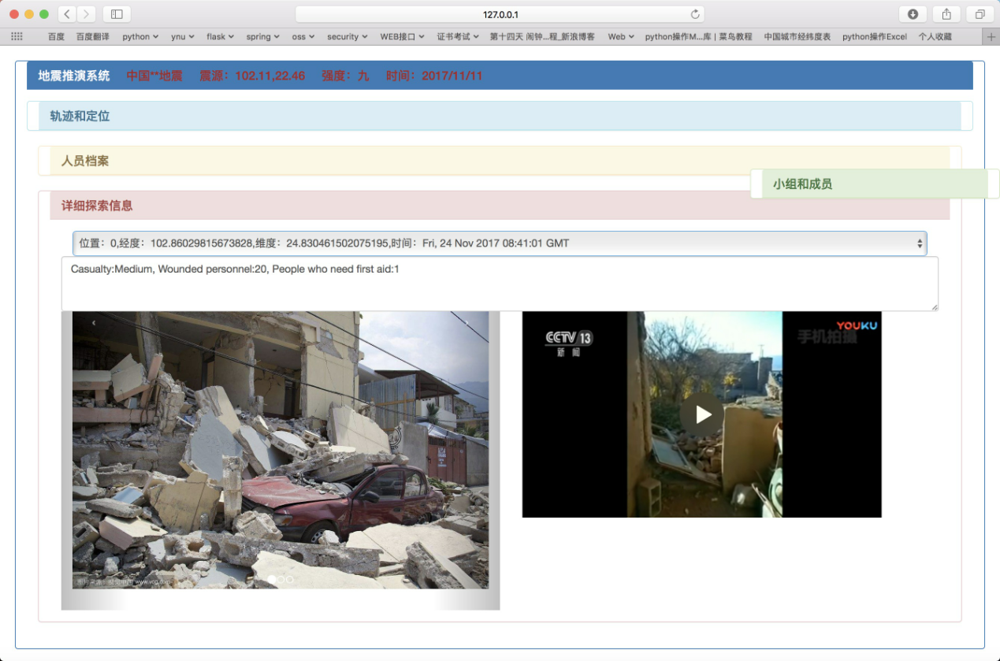 127.0.0.1
百度 百度翻译 python ynu flask spring oss security WEB接口 证书考试 第十四天 闹钟...程_新浪博客 Web python操作M...库 | 菜鸟教程 中国城市经纬度表 python操作Excel 个人收藏
地震推演系统 中国**地震 震源：102.11,22.46 强度：九 时间：2017/11/11
轨迹和定位
人员档案
小组和成员
详细探索信息
位置：0,经度：102.86029815673828,维度：24.830461502075195,时间：Fri, 24 Nov 2017 08:41:01 GMT
Casualty:Medium, Wounded personnel:20, People who need first aid:1
CCTV 13
新闻
YOUKU
手机拍摄
www.vcg.com